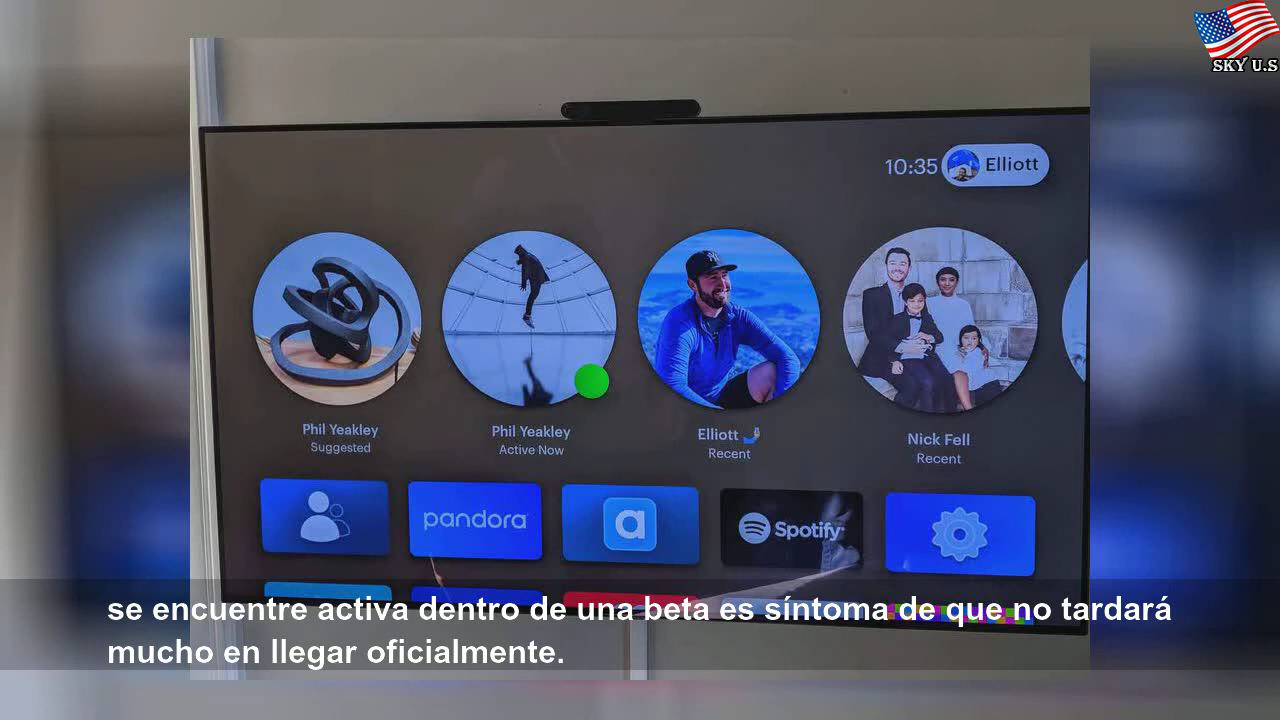 SKY U.S
10:35 Elliott
Phil Yeakley
Suggested
Phil Yeakley
Active Now
Elliott
Recent
Nick Fell
Recent
pandora
a
Spotify
se encuentre activa dentro de una beta es síntoma de que no tardará
mucho en llegar oficialmente.